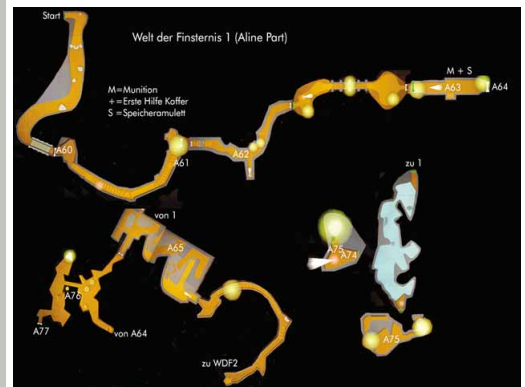 Start
Welt der Finsternis 1 (Aline Part)
M=Munition
+=Erste Hilfe Koffer
S =Speicheramulett
M + S
A63
A64
A60
A61
A62
zu 1
von 1
A65
A75
A74
A76
A77
von A64
A75
zu WDF2